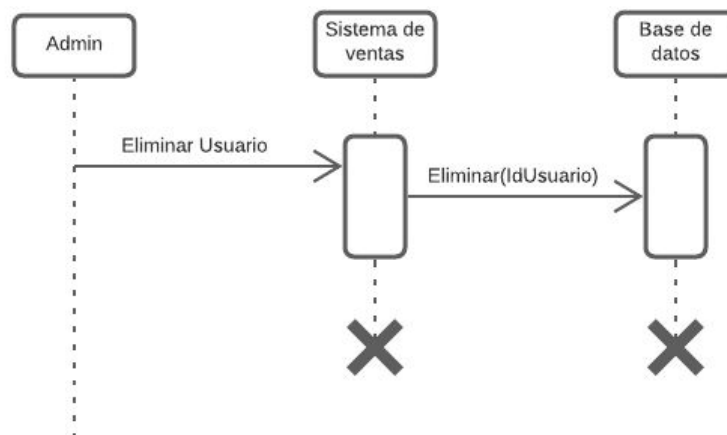 Admin
Sistema de
ventas
Base de
datos
Eliminar Usuario
Eliminar(IdUsuario)